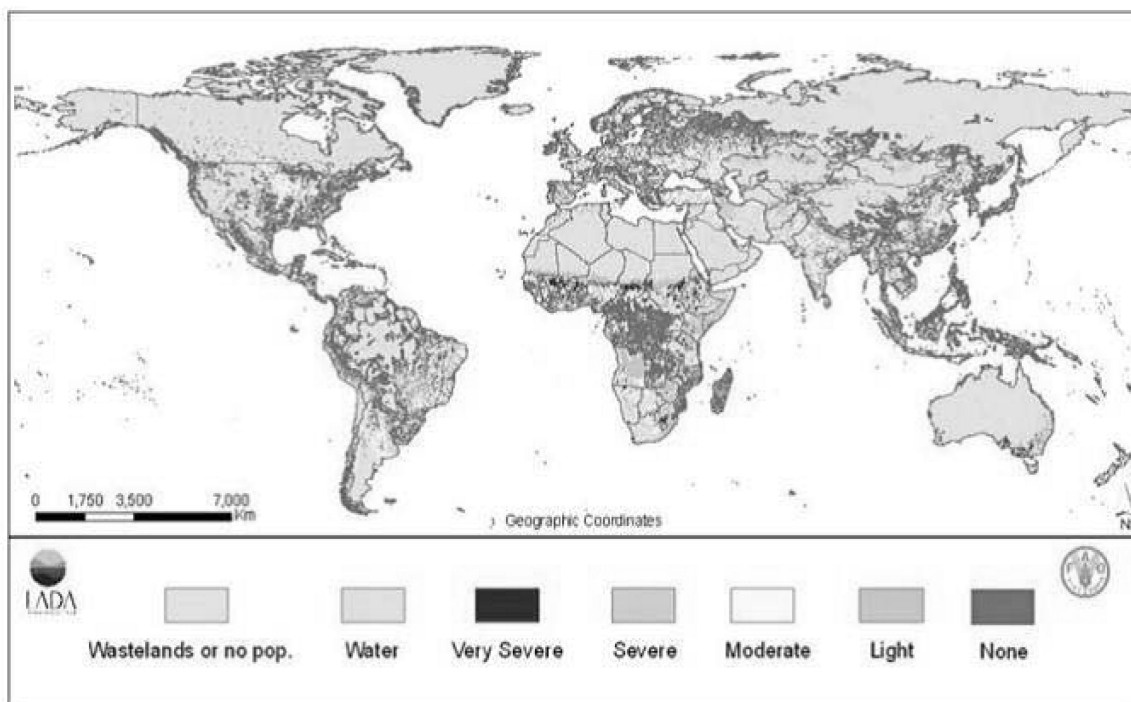 0 1,750 3,500 7,000
Km
Geographic Coordinates
N
LADA
Wastelands or no pop.
Water
Very Severe
Severe
Moderate
Light
None